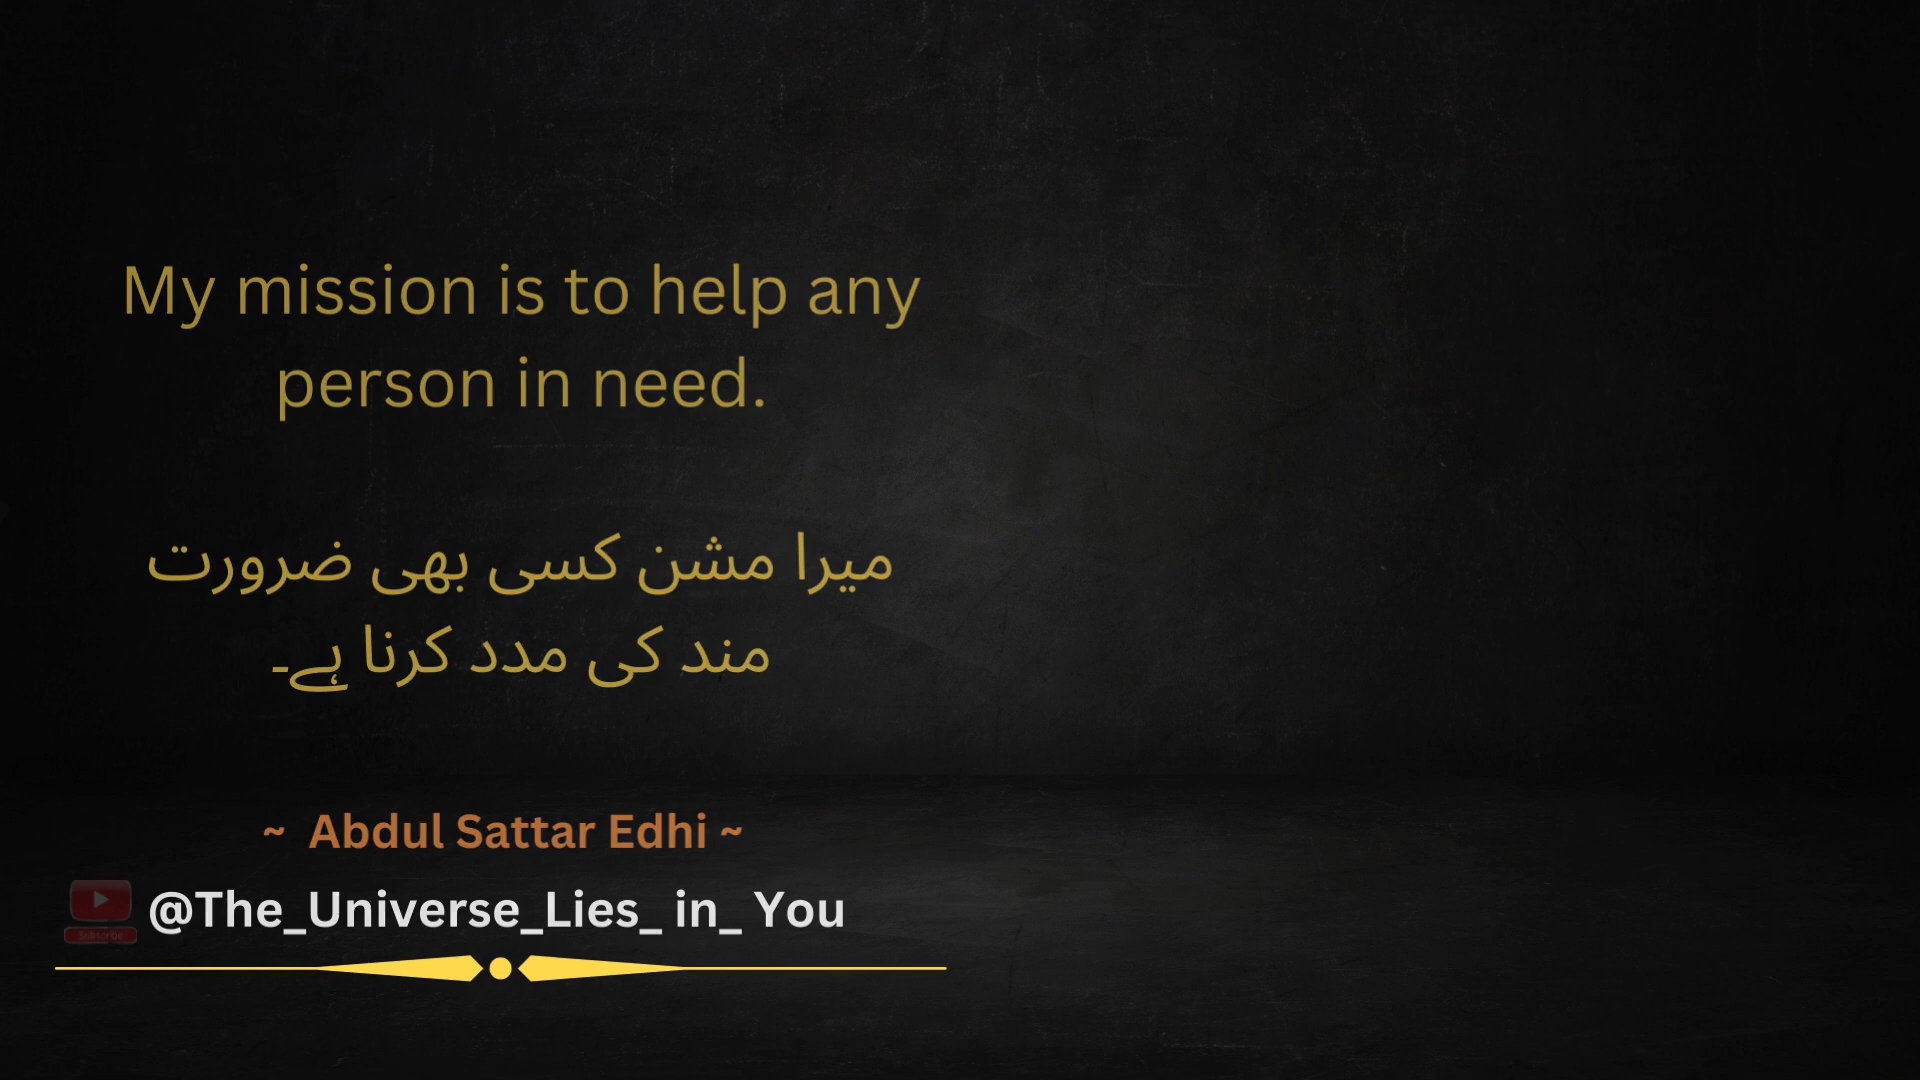 My mission is to help any
person in need.
میرا مشن کسی بھی ضرورت
مند کی مدد کرنا ہے۔
~ Abdul Sattar Edhi ~
@The_Universe_Lies_ in_ You
Subscribe